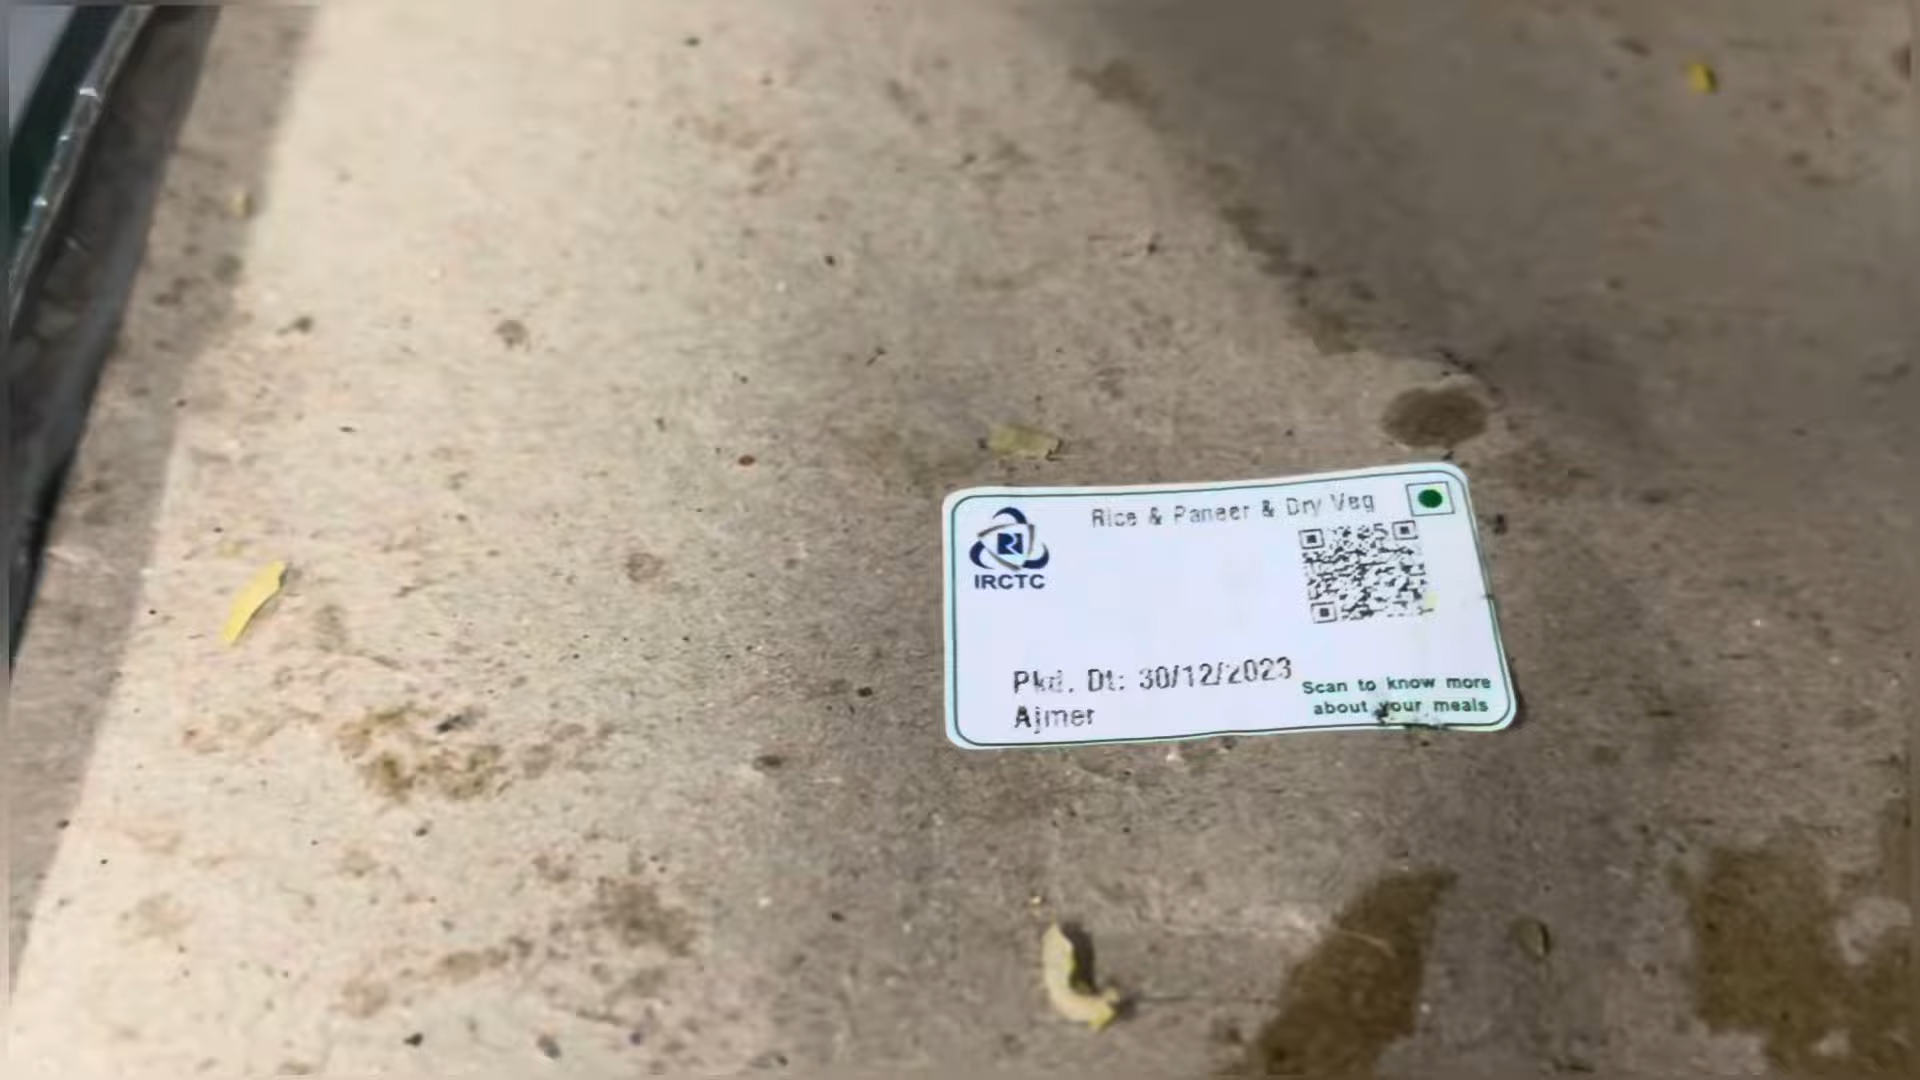 Rice & Paneer & Dry Veg
IRCTC
Pkd. Dt: 30/12/2023
Ajmer
Scan to know more
about your meals